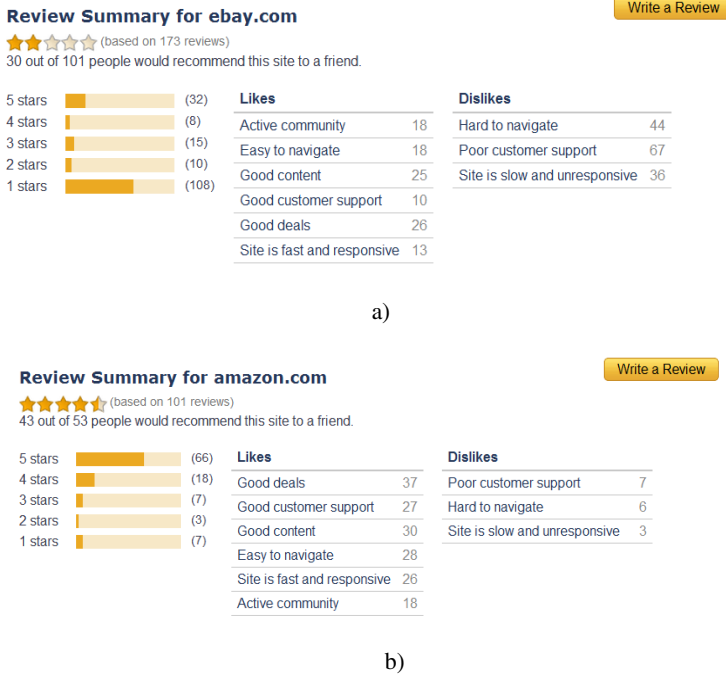 Review Summary for ebay.com
Write a Review
(based on 173 reviews)
30 out of 101 people would recommend this site to a friend.
5 stars (32)
4 stars (8)
3 stars (15)
2 stars (10)
1 stars (108)
Likes
Active community 18
Easy to navigate 18
Good content 25
Good customer support 10
Good deals 26
Site is fast and responsive 13
Dislikes
Hard to navigate 44
Poor customer support 67
Site is slow and unresponsive 36
a)
Review Summary for amazon.com
Write a Review
(based on 101 reviews)
43 out of 53 people would recommend this site to a friend.
5 stars (66)
4 stars (18)
3 stars (7)
2 stars (3)
1 stars (7)
Likes
Good deals 37
Good customer support 27
Good content 30
Easy to navigate 28
Site is fast and responsive 26
Active community 18
Dislikes
Poor customer support 7
Hard to navigate 6
Site is slow and unresponsive 3
b)